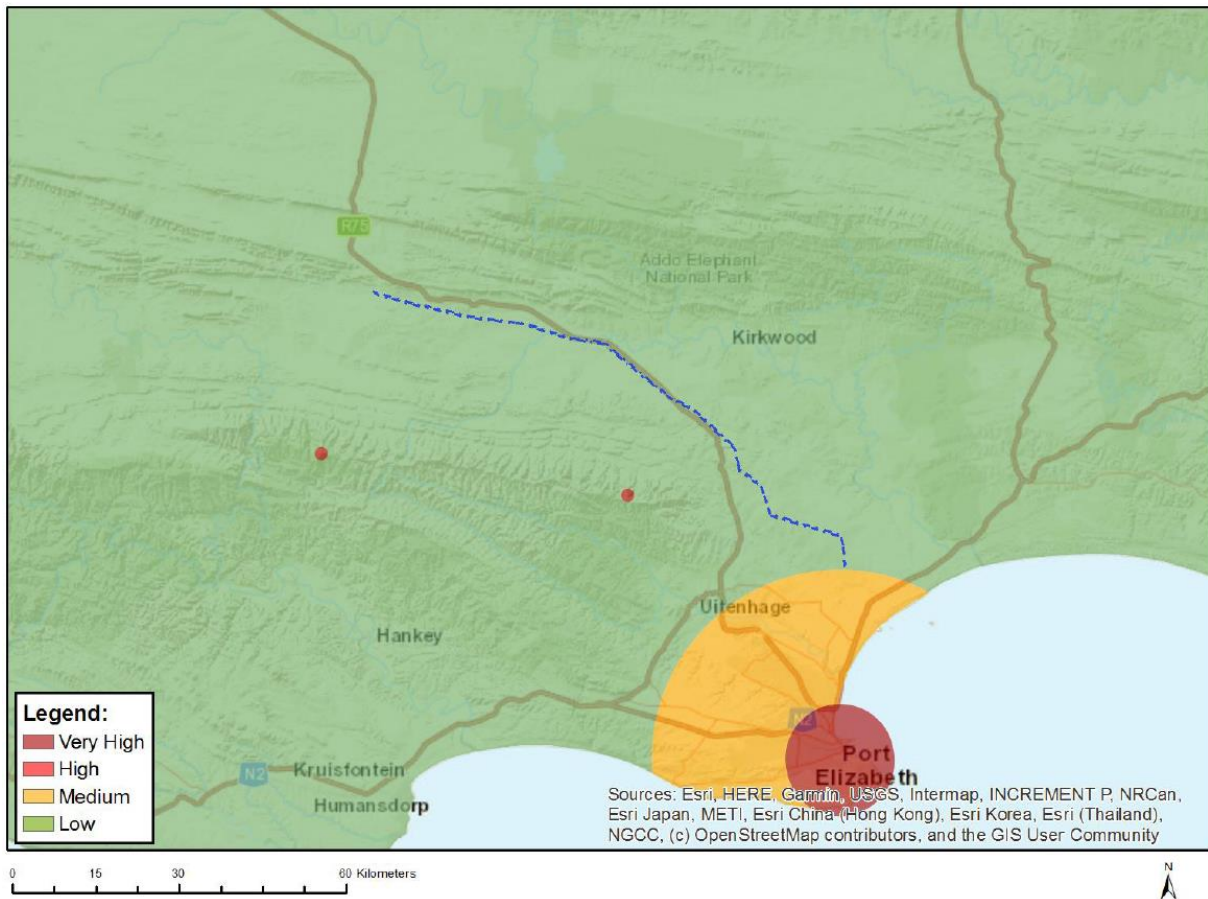 R75
Addo Elephant
National Park
Kirkwood
Uitenhage
Hankey
N2
Port
Elizabeth
N2
Kruisfontein
Humansdorp
Legend:
Very High
High
Medium
Low
Sources: Esri, HERE, Garmin, USGS, Intermap, INCREMENT P, NRCan,
Esri Japan, METI, Esri China (Hong Kong), Esri Korea, Esri (Thailand),
NGCC, (c) OpenStreetMap contributors, and the GIS User Community
0 15 30 60 Kilometers
N